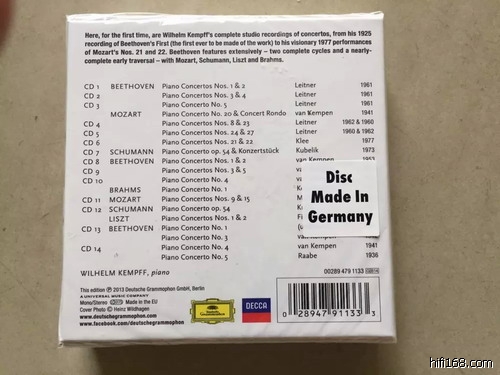 Here, for the first time, are Wilhelm Kempff's complete studio recordings of concertos, from his 1925
recording of Beethoven's First (the first ever to be made of the work) to his visionary 1977 performances
of Mozart's Nos. 21 and 22. Beethoven features extensively – two complete cycles and a nearly-
complete early traversal – with Mozart, Schumann, Liszt and Brahms.
CD 1 BEETHOVEN Piano Concertos Nos. 1 & 2 Leitner 1961
CD 2 Piano Concertos Nos. 3 & 4 Leitner 1961
CD 3 Piano Concerto No. 5 Leitner 1961
MOZART Piano Concerto No. 20 & Concert Rondo van Kempen 1941
CD 4 Piano Concertos Nos. 8 & 23 Leitner 1962 & 1960
CD 5 Piano Concertos Nos. 24 & 27 Leitner 1960 & 1962
CD 6 Piano Concertos Nos. 21 & 22 Klee 1977
CD 7 SCHUMANN Piano Concerto op. 54 & Konzertstück Kubelik 1973
CD 8 BEETHOVEN Piano Concertos Nos. 1 & 2 van Kempen 1953
CD 9 Piano Concertos Nos. 3 & 5
CD 10 Piano Concerto No. 4
BRAHMS Piano Concerto No. 1
CD 11 MOZART Piano Concertos Nos. 9 & 15
CD 12 SCHUMANN Piano Concerto op. 54
LISZT Piano Concertos Nos. 1 & 2
CD 13 BEETHOVEN Piano Concerto No. 1
Piano Concerto No. 3
CD 14 Piano Concerto No. 4 van Kempen 1941
Piano Concerto No. 5 Raabe 1936
Disc
Made In
Germany
WILHELM KEMPFF, piano
00289 479 1133
This edition ℗ 2013 Deutsche Grammophon GmbH, Berlin
A UNIVERSAL MUSIC COMPANY
Mono/Stereo Made in the EU
Cover Photo © Heinz Wildhagen
www.deutschegrammophon.com
www.facebook.com/deutschegrammophon
Deutsche
Grammophon
DECCA
0 28947 91133 3
hifi168.com